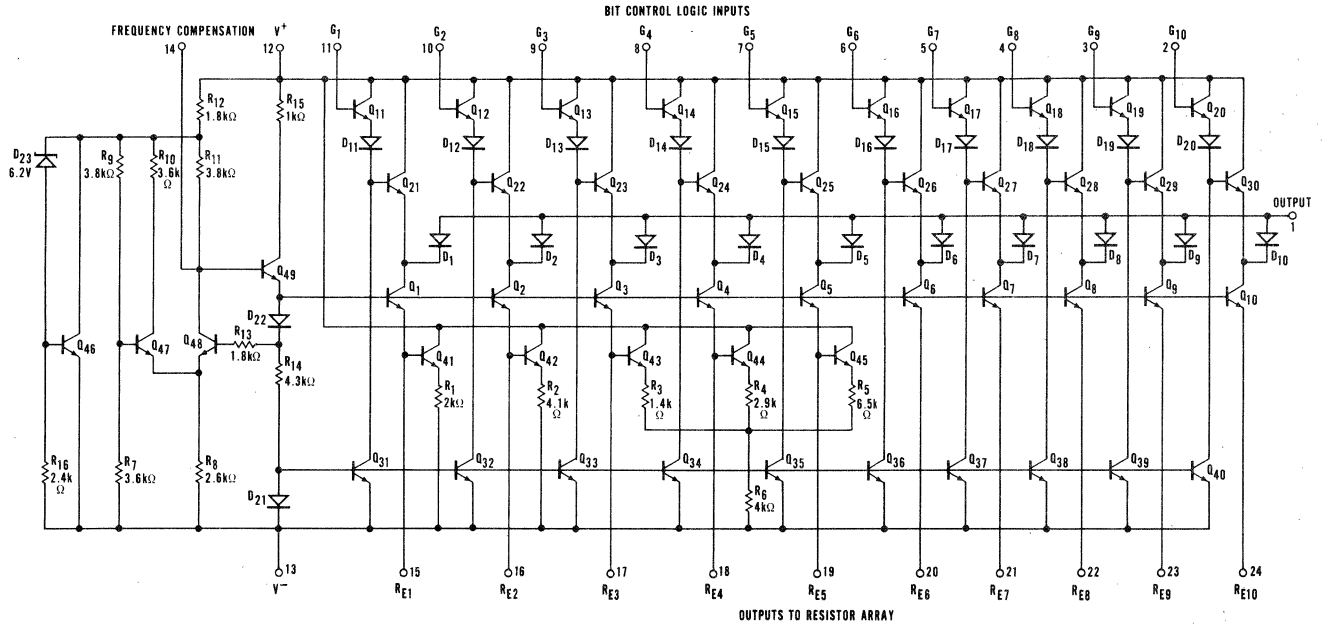 BIT CONTROL LOGIC INPUTS
FREQUENCY COMPENSATION V+ G1 G2 G3 G4 G5 G6 G7 G8 G9 G10
14 12 11 10 9 8 7 6 5 4 3 2
R12 1.8kΩ
R15 1kΩ
Q11 Q12 Q13 Q14 Q15 Q16 Q17 Q18 Q19 Q20
D11 D12 D13 D14 D15 D16 D17 D18 D19 D20
D23 6.2V
R9 3.8kΩ
R10 3.6k Ω
R11 3.8kΩ
Q21 Q22 Q23 Q24 Q25 Q26 Q27 Q28 Q29 Q30
OUTPUT
1
D1 D2 D3 D4 D5 D6 D7 D8 D9 D10
Q49
Q1 Q2 Q3 Q4 Q5 Q6 Q7 Q8 Q9 Q10
D22
Q46 Q47 Q48
R13 1.8kΩ
R14 4.3kΩ
Q41 Q42 Q43 Q44 Q45
R1 2kΩ
R2 4.1k Ω
R3 1.4k Ω
R4 2.9k Ω
R5 6.5k Ω
Q31 Q32 Q33 Q34 Q35 Q36 Q37 Q38 Q39 Q40
R16 2.4k Ω
R7 3.6kΩ
R8 2.6kΩ
D21
R6 4kΩ
13 15 16 17 18 19 20 21 22 23 24
V− RE1 RE2 RE3 RE4 RE5 RE6 RE7 RE8 RE9 RE10
OUTPUTS TO RESISTOR ARRAY